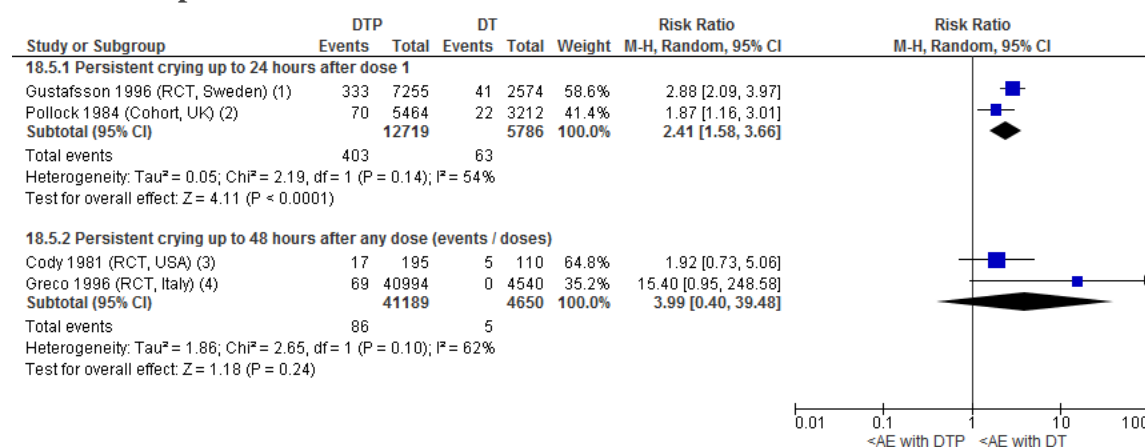 DTP DT Risk Ratio Risk Ratio
Study or Subgroup Events Total Events Total Weight M-H, Random, 95% CI M-H, Random, 95% CI
18.5.1 Persistent crying up to 24 hours after dose 1
Gustafsson 1996 (RCT, Sweden) (1) 333 7255 41 2574 58.6% 2.88 [2.09, 3.97]
Pollock 1984 (Cohort, UK) (2) 70 5464 22 3212 41.4% 1.87 [1.16, 3.01]
Subtotal (95% CI) 12719 5786 100.0% 2.41 [1.58, 3.66]
Total events 403 63
Heterogeneity: Tau² = 0.05; Chi² = 2.19, df = 1 (P = 0.14); I² = 54%
Test for overall effect: Z = 4.11 (P < 0.0001)
18.5.2 Persistent crying up to 48 hours after any dose (events / doses)
Cody 1981 (RCT, USA) (3) 17 195 5 110 64.8% 1.92 [0.73, 5.06]
Greco 1996 (RCT, Italy) (4) 69 40994 0 4540 35.2% 15.40 [0.95, 248.58]
Subtotal (95% CI) 41189 4650 100.0% 3.99 [0.40, 39.48]
Total events 86 5
Heterogeneity: Tau² = 1.86; Chi² = 2.65, df = 1 (P = 0.10); I² = 62%
Test for overall effect: Z = 1.18 (P = 0.24)
0.01 0.1 1 10 100
<AE with DTP <AE with DT